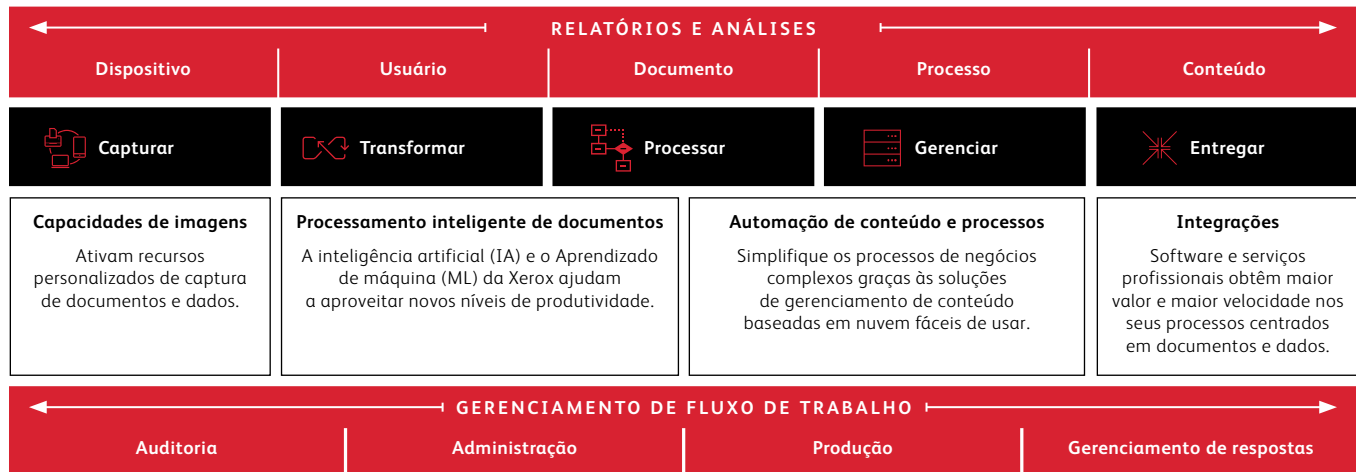 RELATÓRIOS E ANÁLISES
Dispositivo
Usuário
Documento
Processo
Conteúdo
Capturar
Transformar
Processar
Gerenciar
Entregar
Capacidades de imagens
Ativam recursos
personalizados de captura
de documentos e dados.
Processamento inteligente de documentos
A inteligência artificial (IA) e o Aprendizado
de máquina (ML) da Xerox ajudam
a aproveitar novos níveis de produtividade.
Automação de conteúdo e processos
Simplifique os processos de negócios
complexos graças às soluções
de gerenciamento de conteúdo
baseadas em nuvem fáceis de usar.
Integrações
Software e serviços
profissionais obtêm maior
valor e maior velocidade nos
seus processos centrados
em documentos e dados.
GERENCIAMENTO DE FLUXO DE TRABALHO
Auditoria
Administração
Produção
Gerenciamento de respostas